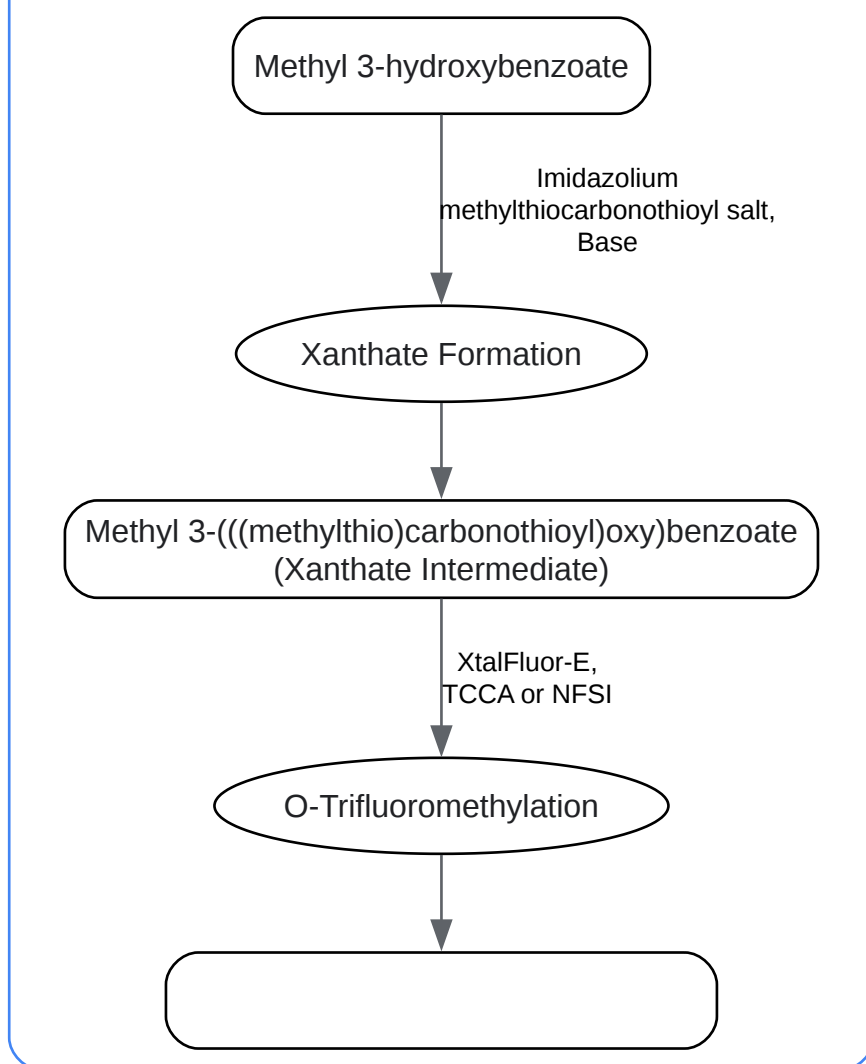 Methyl 3-hydroxybenzoate
Imidazolium
methylthiocarbonothioyl salt,
Base
Xanthate Formation
Methyl 3-(((methylthio)carbonothioyl)oxy)benzoate
(Xanthate Intermediate)
XtalFluor-E,
TCCA or NFSI
O-Trifluoromethylation